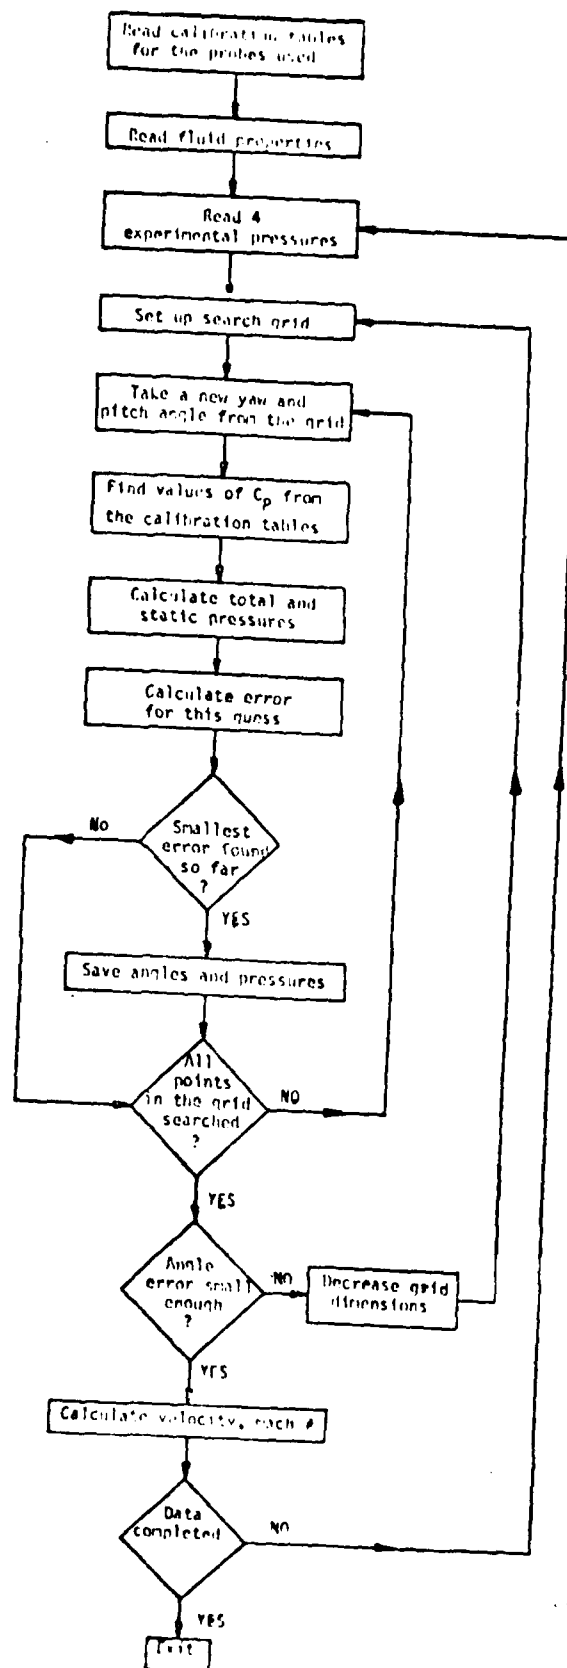 Read calibration tables
for the probes used
Read fluid properties
Read 4
experimental pressures
Set up search grid
Take a new yaw and
pitch angle from the grid
Find values of Cp from
the calibration tables
Calculate total and
static pressures
Calculate error
for this guess
No
Smallest
error found
so far
?
YES
Save angles and pressures
All
points
in the grid
searched
?
NO
YES
Angle
error small
enough
?
NO
Decrease grid
dimensions
YES
Calculate velocity, each #
Data
completed
NO
YES
Exit